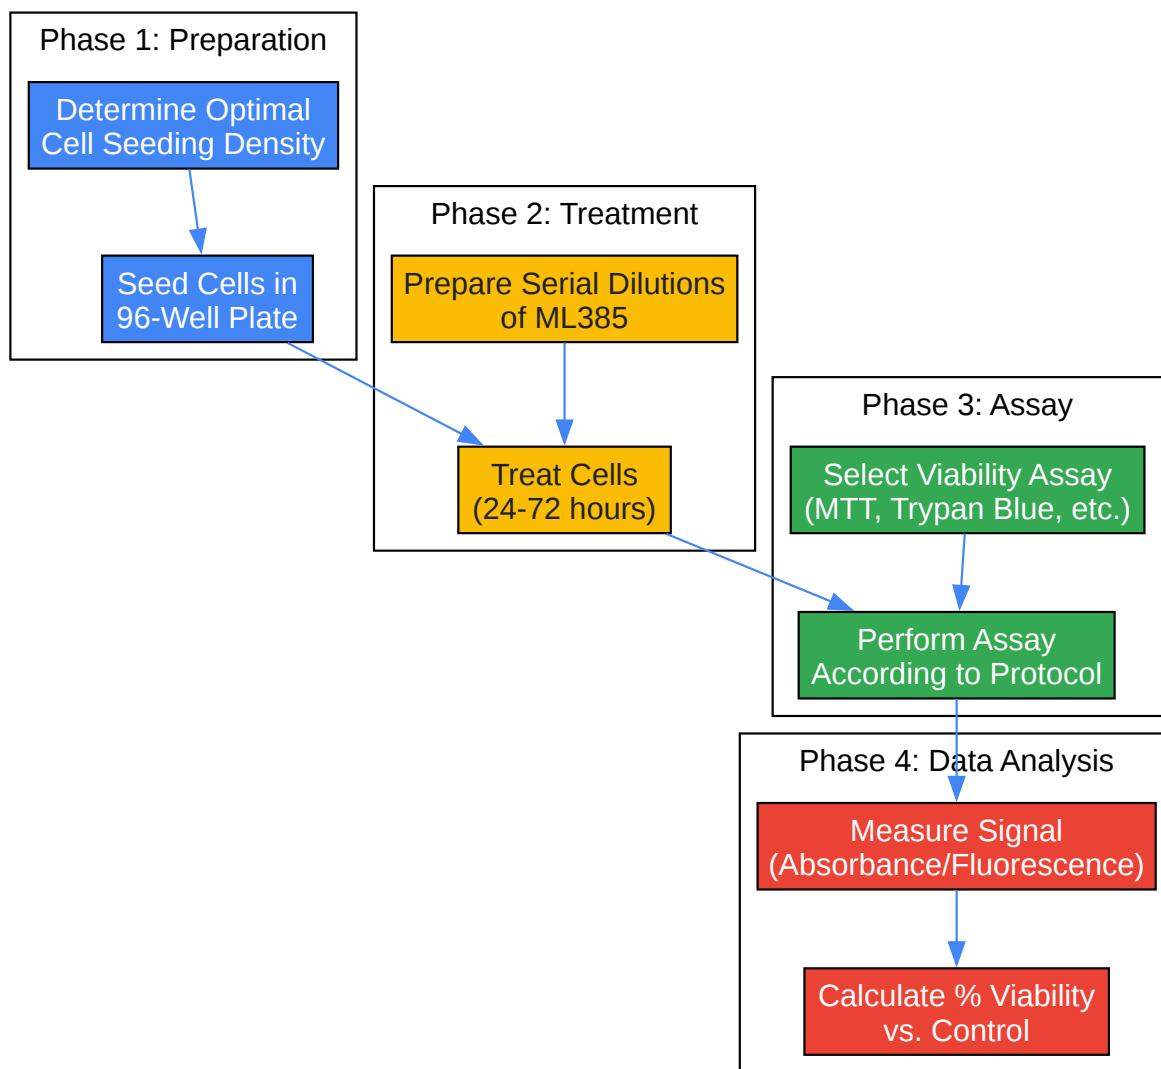 Phase 1: Preparation
Determine Optimal
Cell Seeding Density
Seed Cells in
96-Well Plate
Phase 2: Treatment
Prepare Serial Dilutions
of ML385
Treat Cells
(24-72 hours)
Phase 3: Assay
Select Viability Assay
(MTT, Trypan Blue, etc.)
Perform Assay
According to Protocol
Phase 4: Data Analysis
Measure Signal
(Absorbance/Fluorescence)
Calculate % Viability
vs. Control